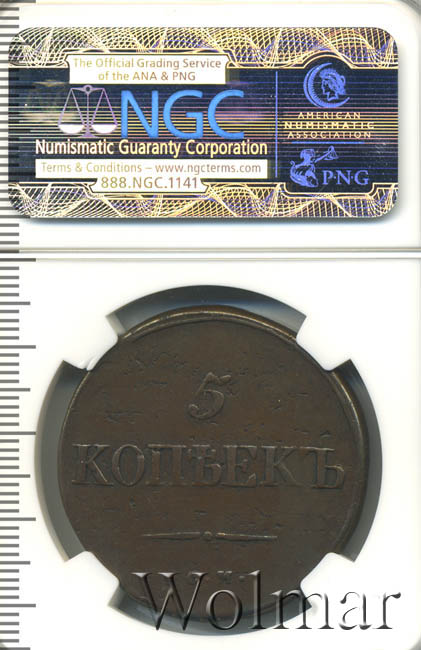 The Official Grading Service
of the ANA & PNG
NGC
Numismatic Guaranty Corporation
Terms & Conditions – www.ngcterms.com
888.NGC.1141
AMERICAN
NUMISMATIC
ASSOCIATION
PNG
5
КОПѢЕКЪ
Wolmar